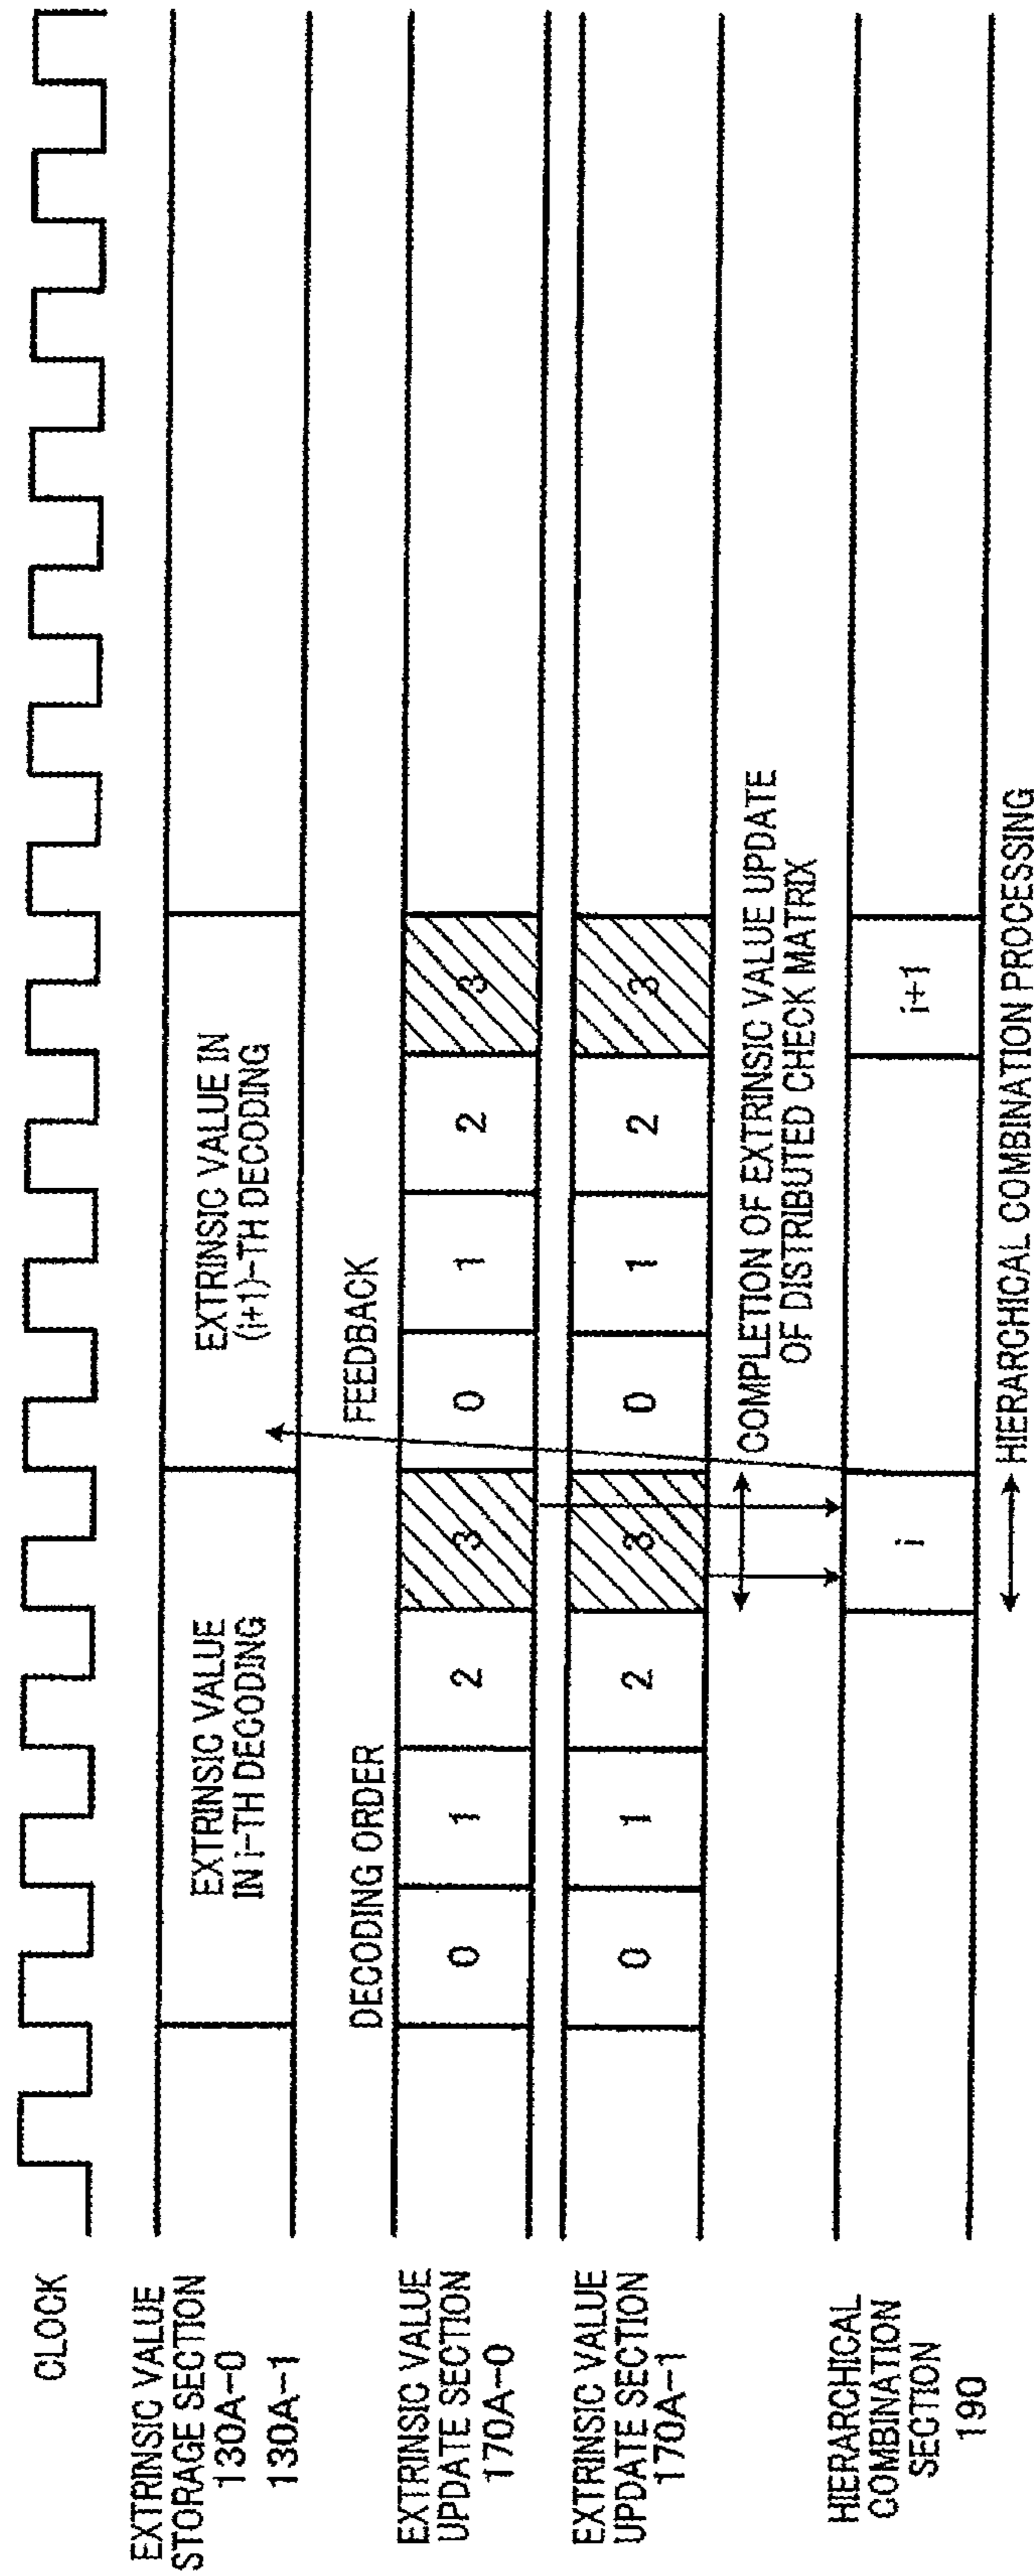 CLOCK
EXTRINSIC VALUE
STORAGE SECTION
130A-0
130A-1
EXTRINSIC VALUE
IN i-TH DECODING
EXTRINSIC VALUE IN
(i+1)-TH DECODING
DECODING ORDER
FEEDBACK
EXTRINSIC VALUE
UPDATE SECTION
170A-0
0 1 2 3 0 1 2 3
EXTRINSIC VALUE
UPDATE SECTION
170A-1
0 1 2 3 0 1 2 3
COMPLETION OF EXTRINSIC VALUE UPDATE
OF DISTRIBUTED CHECK MATRIX
HIERARCHICAL
COMBINATION
SECTION
190
i i+1
HIERARCHICAL COMBINATION PROCESSING